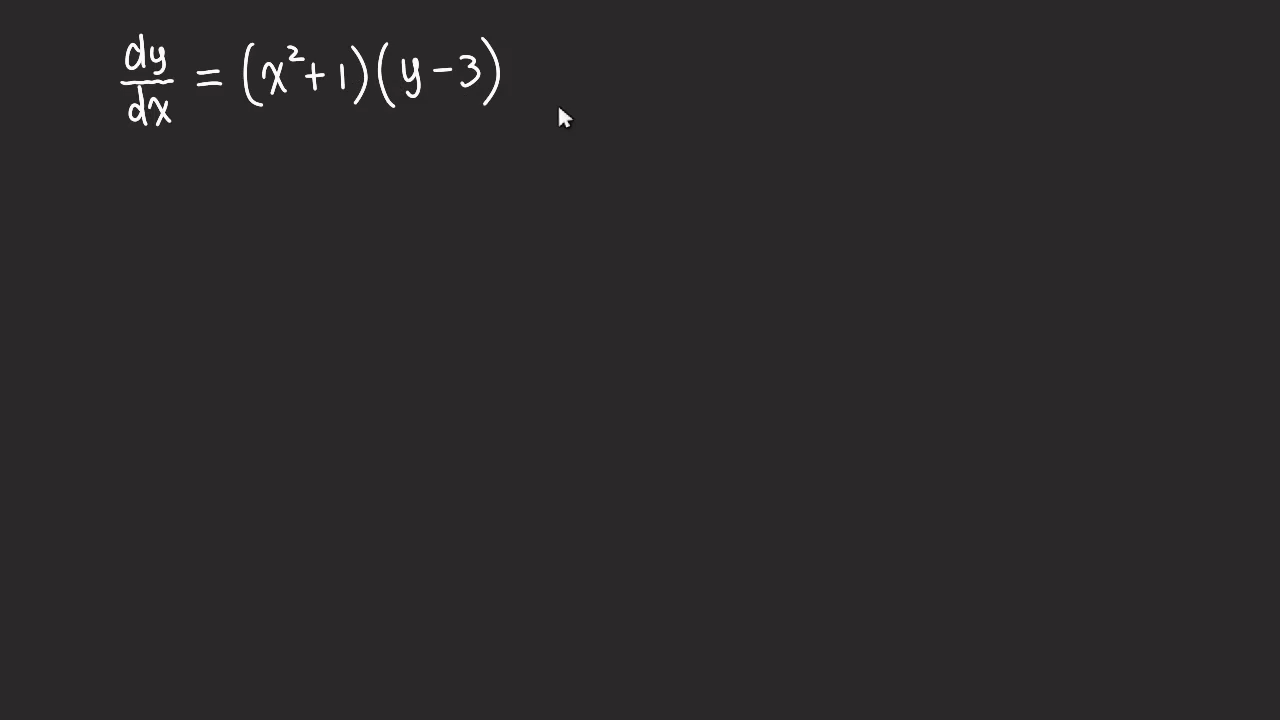 dy/dx = (x²+1)(y-3)